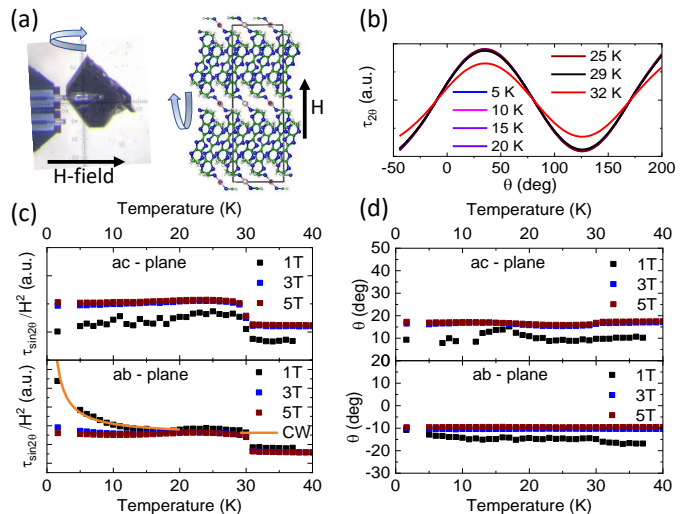 (a)
H-field
H
(b)
τ2θ (a.u.)
25 K
29 K
32 K
5 K
10 K
15 K
20 K
-50 0 50 100 150 200
θ (deg)
(c)
Temperature (K)
0 10 20 30 40
ac - plane
1T
3T
5T
τsin2θ/H² (a.u.)
ab - plane
1T
3T
5T
CW
τsin2θ/H² (a.u.)
0 10 20 30 40
Temperature (K)
(d)
Temperature (K)
0 10 20 30 40
50
40
30
20
10
0
θ (deg)
ac - plane
1T
3T
5T
20
10
0
-10
-20
-30
θ (deg)
ab - plane
1T
3T
5T
0 10 20 30 40
Temperature (K)